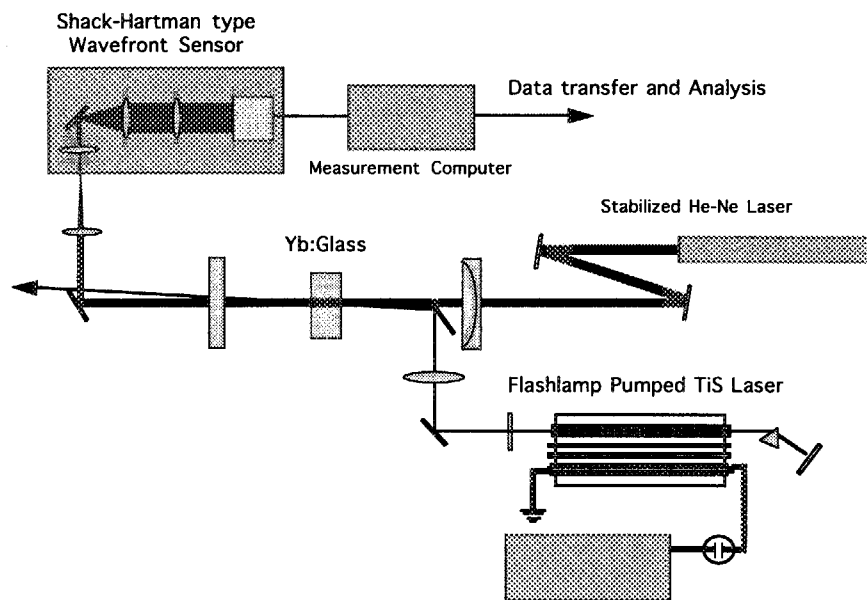 Shack-Hartman type
Wavefront Sensor
Data transfer and Analysis
Measurement Computer
Stabilized He-Ne Laser
Yb:Glass
Flashlamp Pumped TiS Laser